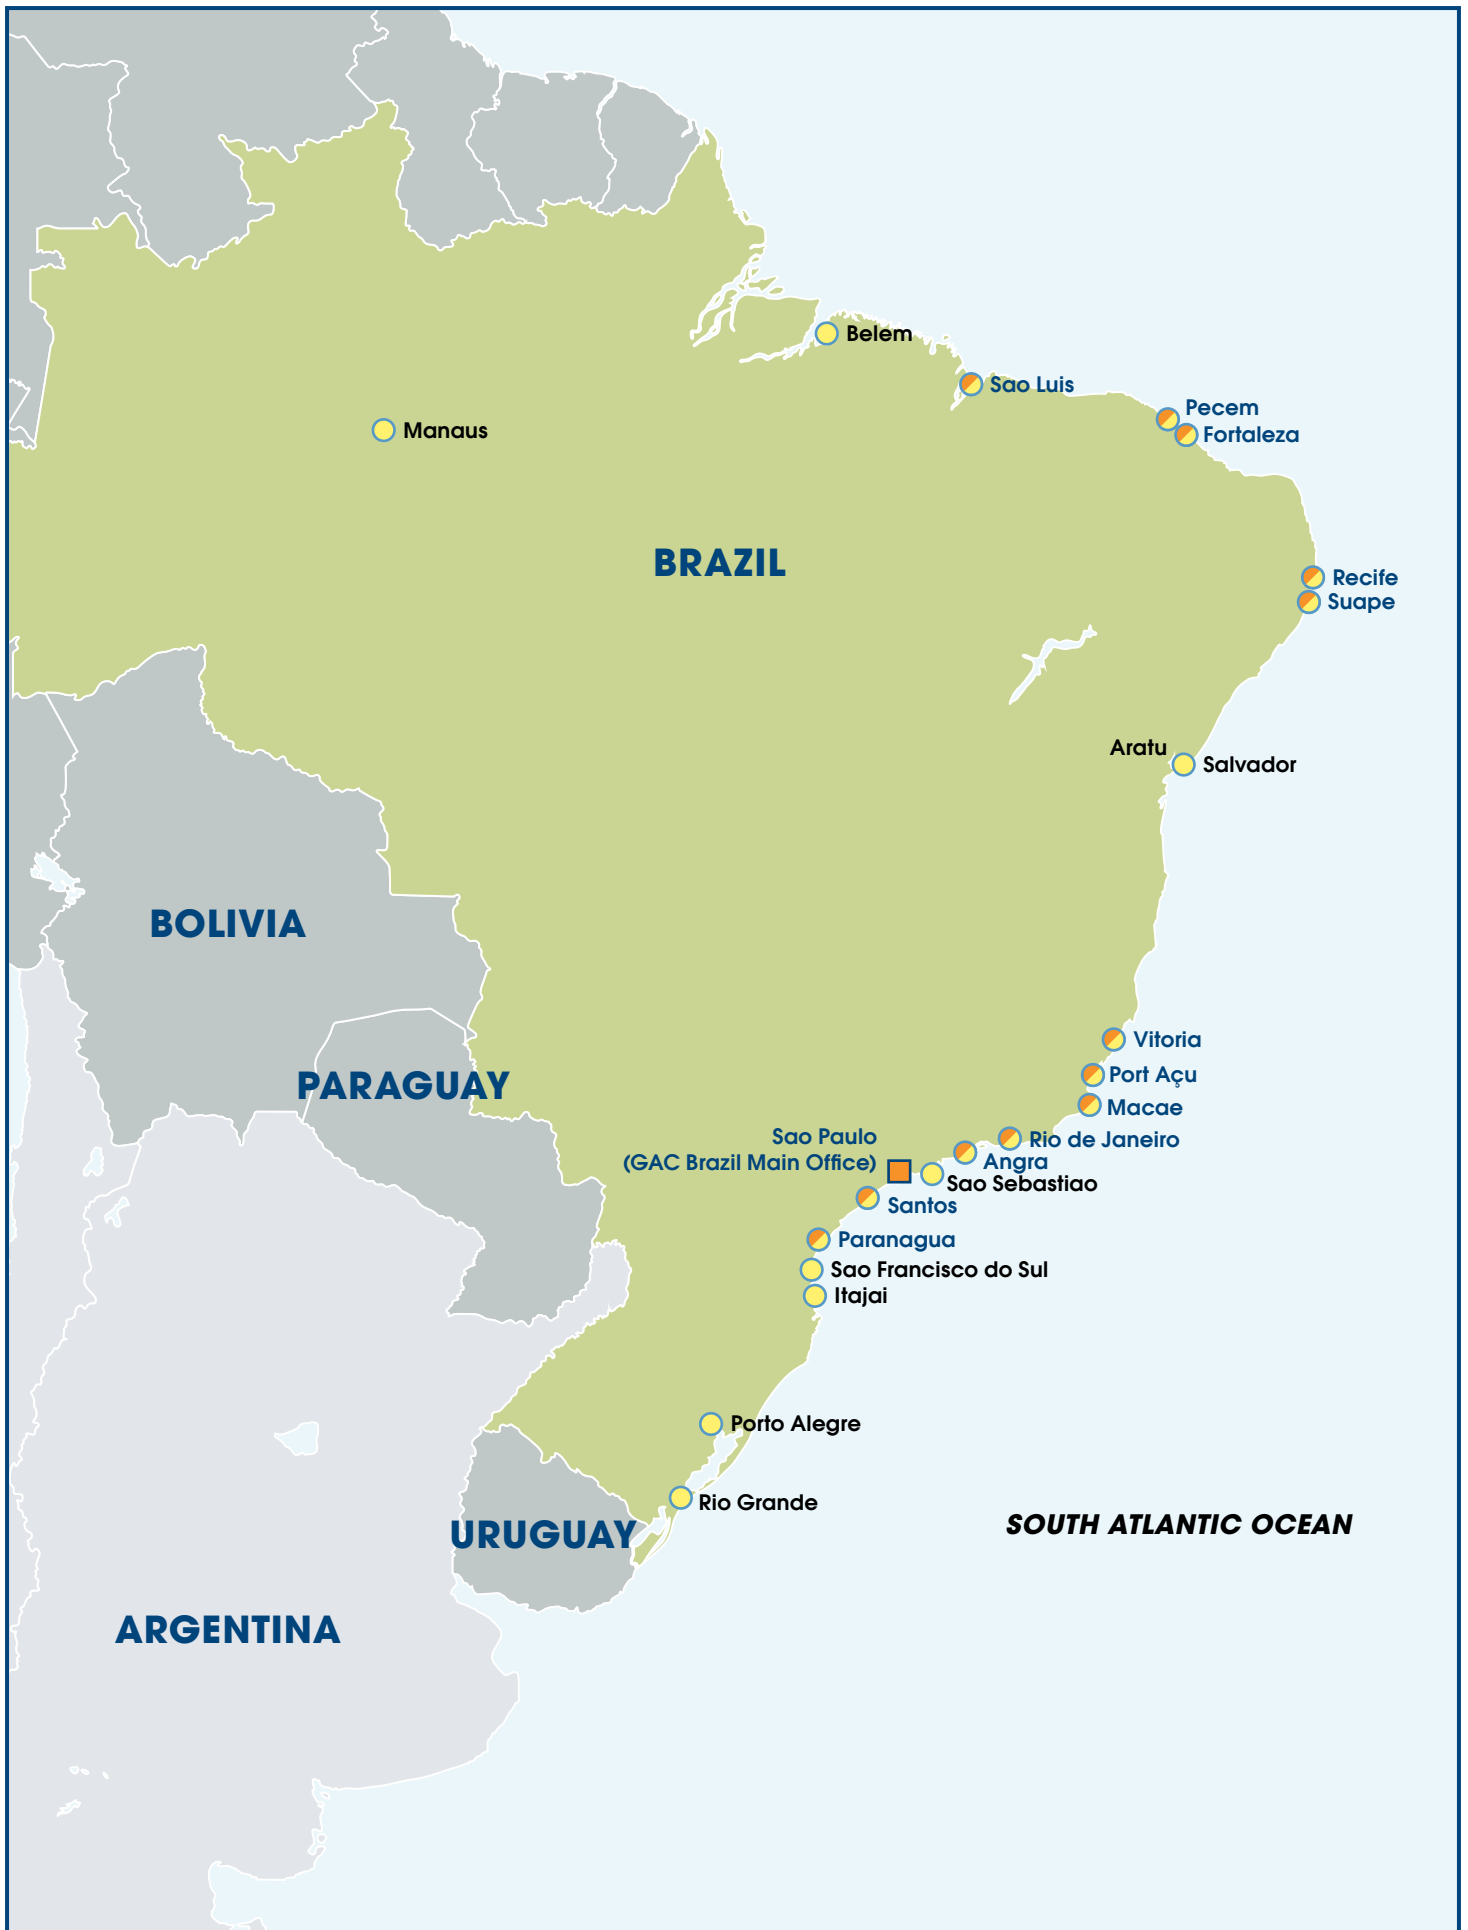 Belem
Sao Luis
Pecem
Manaus
Fortaleza
BRAZIL
Recife
Suape
Aratu
Salvador
BOLIVIA
Vitoria
Port Açu
PARAGUAY
Macae
Sao Paulo
(GAC Brazil Main Office)
Rio de Janeiro
Angra
Sao Sebastiao
Santos
Paranagua
Sao Francisco do Sul
Itajai
Porto Alegre
Rio Grande
SOUTH ATLANTIC OCEAN
URUGUAY
ARGENTINA